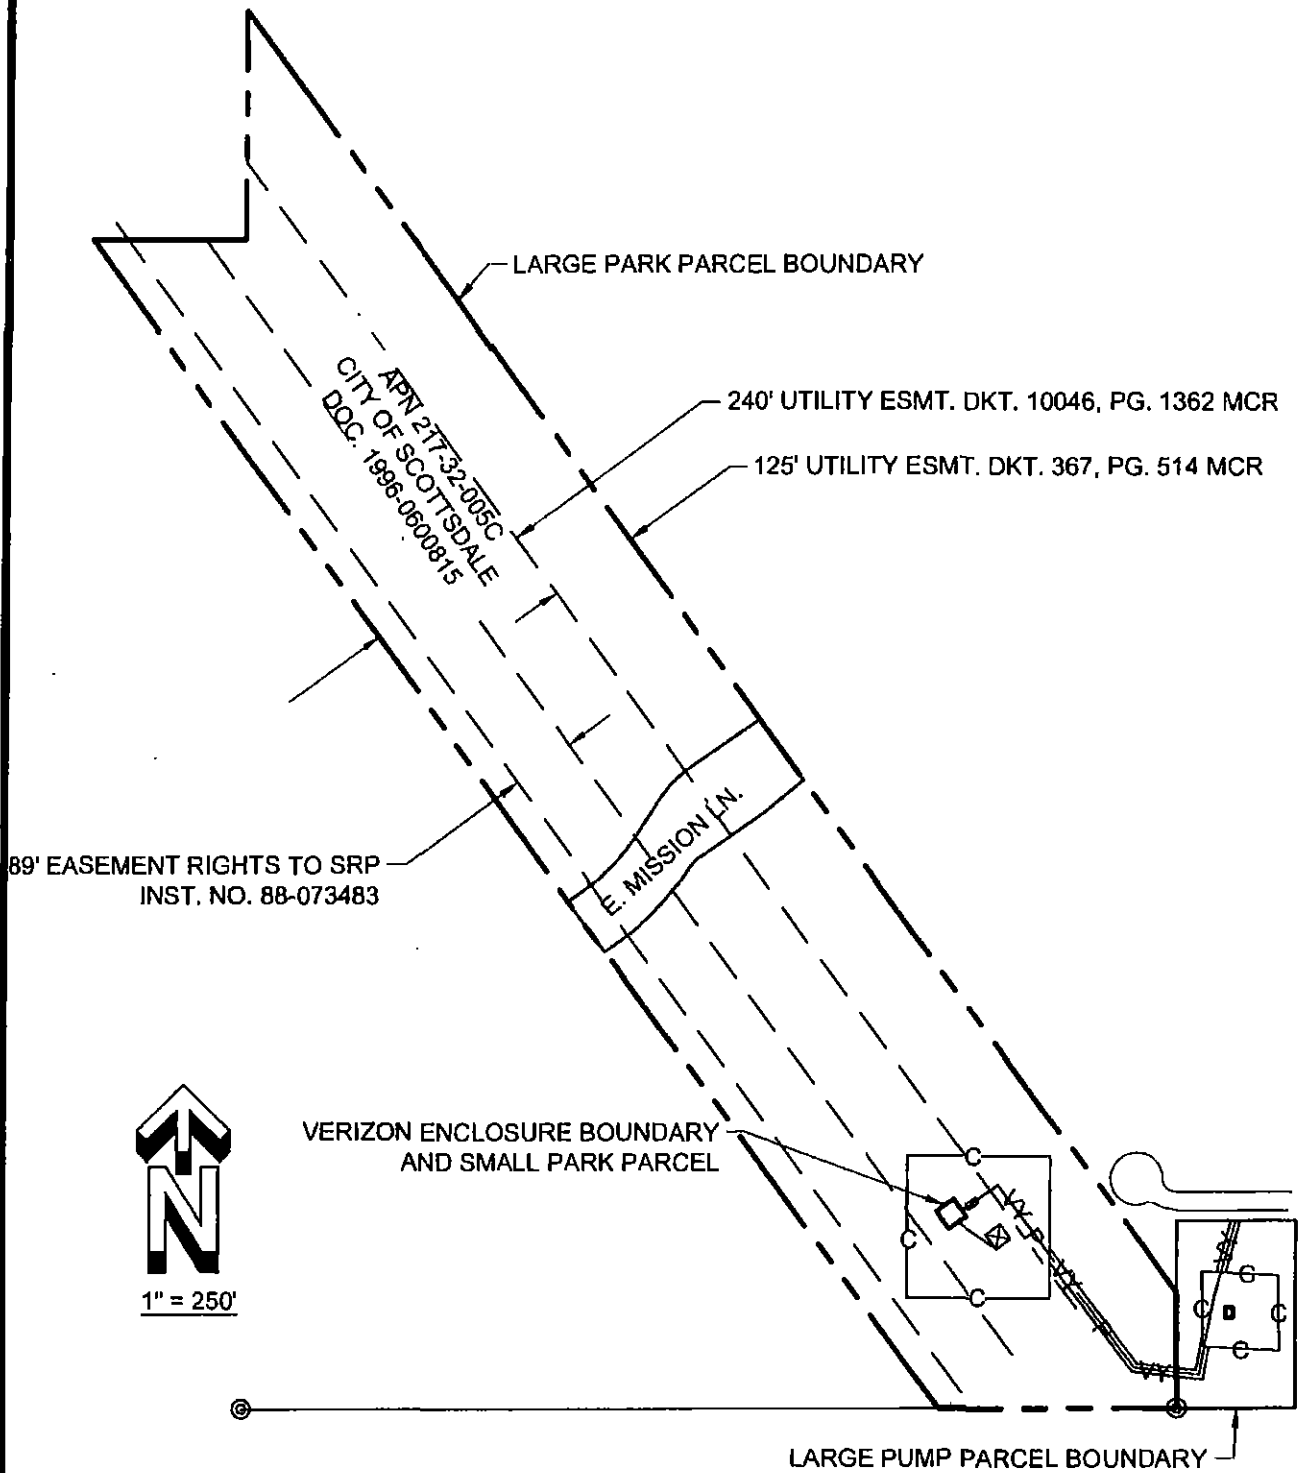 LARGE PARK PARCEL BOUNDARY
240' UTILITY ESMT. DKT. 10046, PG. 1362 MCR
125' UTILITY ESMT. DKT. 367, PG. 514 MCR
APN 217-32-005C
CITY OF SCOTTSDALE
DOC. 1996-0600815
E. MISSION LN.
89' EASEMENT RIGHTS TO SRP
INST. NO. 88-073483
VERIZON ENCLOSURE BOUNDARY
AND SMALL PARK PARCEL
C
C
C
C
C
C
C
N
1" = 250'
LARGE PUMP PARCEL BOUNDARY